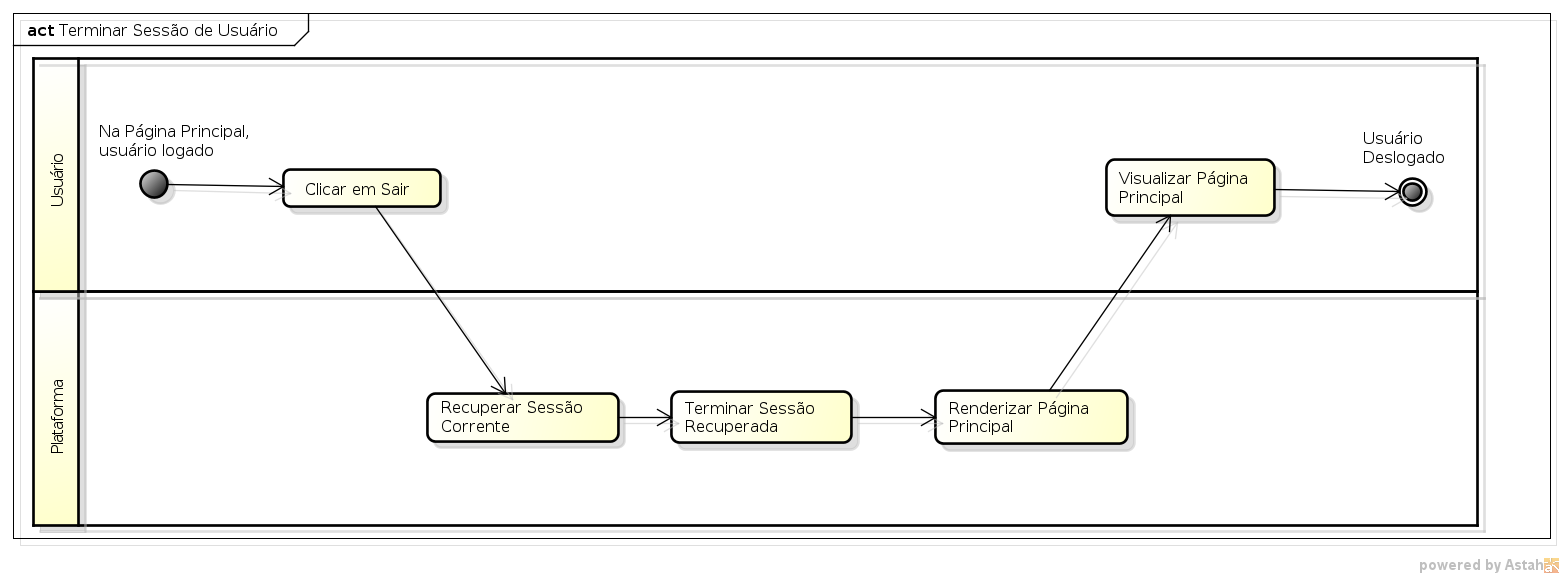 act Terminar Sessão de Usuário
Usuário
Na Página Principal,
usuário logado
Clicar em Sair
Visualizar Página
Principal
Usuário
Deslogado
Plataforma
Recuperar Sessão
Corrente
Terminar Sessão
Recuperada
Renderizar Página
Principal
powered by Astah